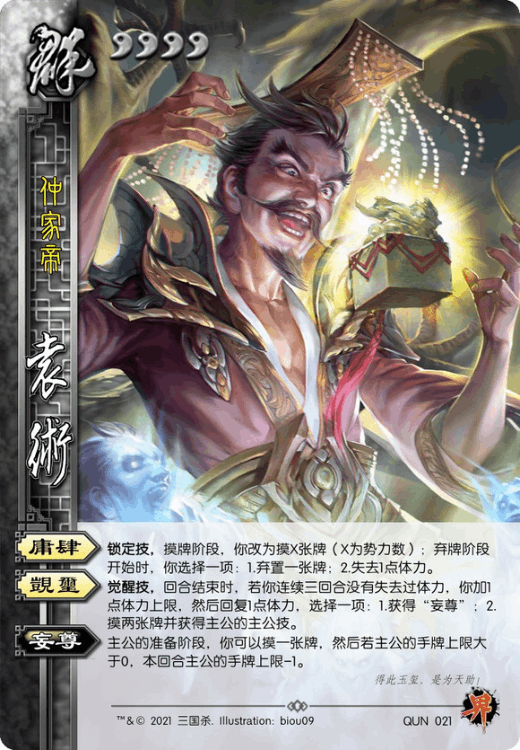 群
仲家帝
袁術
庸肆
锁定技，摸牌阶段，你改为摸X张牌（X为势力数）；弃牌阶段
开始时，你选择一项：1.弃置一张牌；2.失去1点体力。
覬璽
觉醒技，回合结束时，若你连续三回合没有失去过体力，你加1
点体力上限，然后回复1点体力，选择一项：1.获得“妄尊”；2.
摸两张牌并获得主公的主公技。
妄尊
主公的准备阶段，你可以摸一张牌，然后若主公的手牌上限大
于0，本回合主公的手牌上限-1。
得此玉玺，是为天助！
界
™&© 2021 三国杀. Illustration: biou09
QUN 021